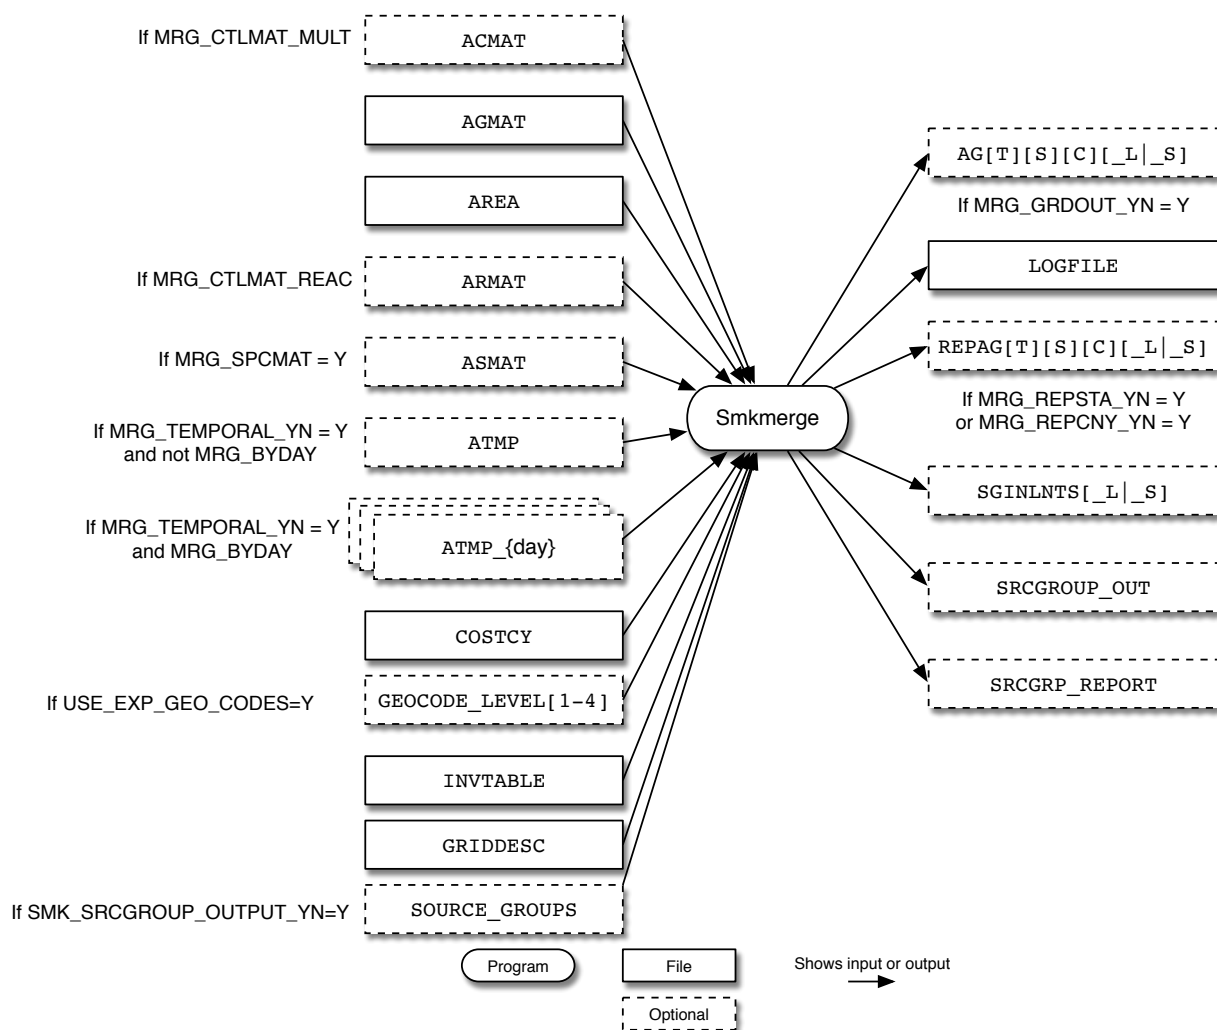 If MRG_CTLMAT_MULT
ACMAT
AGMAT
AREA
If MRG_CTLMAT_REAC
ARMAT
If MRG_SPCMAT = Y
ASMAT
If MRG_TEMPORAL_YN = Y
and not MRG_BYDAY
ATMP
If MRG_TEMPORAL_YN = Y
and MRG_BYDAY
ATMP_{day}
COSTCY
If USE_EXP_GEO_CODES=Y
GEOCODE_LEVEL[1-4]
INVTABLE
GRIDDESC
If SMK_SRCGROUP_OUTPUT_YN=Y
SOURCE_GROUPS
Smkmerge
AG[T][S][C][_L|_S]
If MRG_GRDOUT_YN = Y
LOGFILE
REPAG[T][S][C][_L|_S]
If MRG_REPSTA_YN = Y
or MRG_REPCNY_YN = Y
SGINLNTS[_L|_S]
SRCGROUP_OUT
SRCGRP_REPORT
Program
File
Shows input or output
Optional